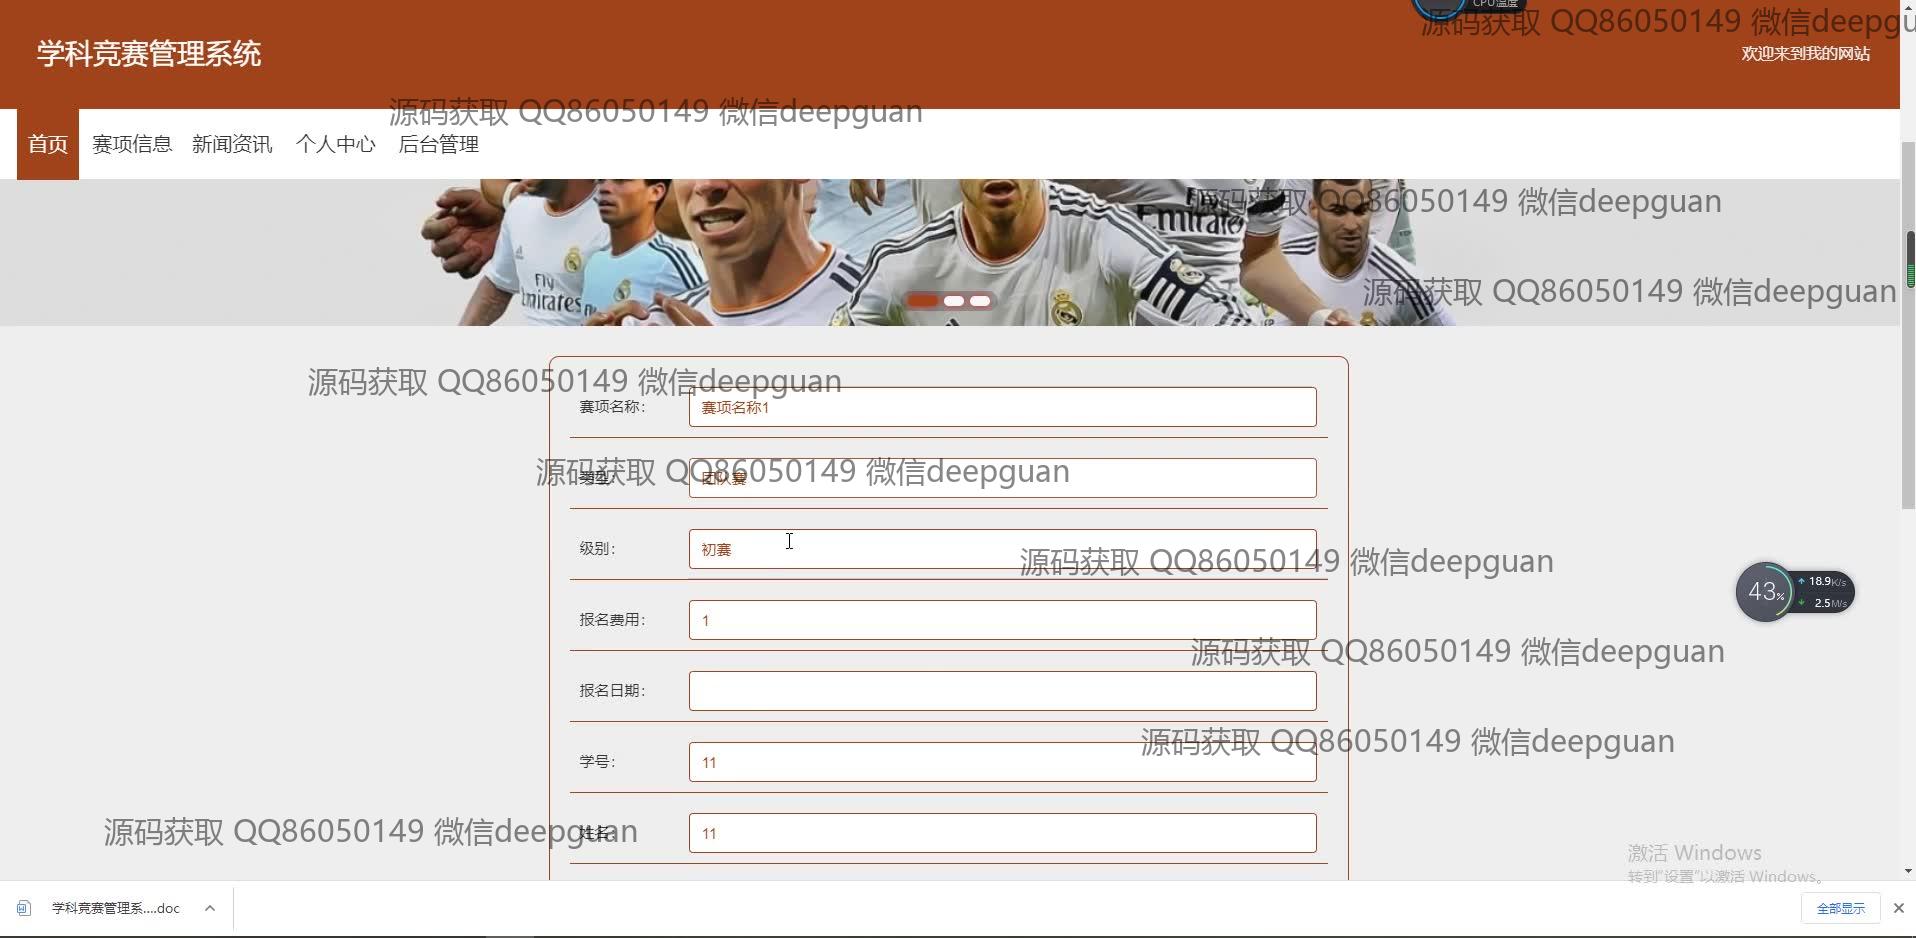 CPU温度
源码获取 QQ86050149 微信deepgu
学科竞赛管理系统
欢迎来到我的网站
源码获取 QQ86050149 微信deepguan
首页 赛项信息 新闻资讯 个人中心 后台管理
源码获取 QQ86050149 微信deepguan
Emirates
Fly Emirates
源码获取 QQ86050149 微信deepguan
源码获取 QQ86050149 微信deepguan
赛项名称： 赛项名称1
源码获取 QQ86050149 微信deepguan
类型： 团队赛
级别： 初赛
源码获取 QQ86050149 微信deepguan
43% 18.9K/s
2.5M/s
报名费用： 1
源码获取 QQ86050149 微信deepguan
报名日期：
源码获取 QQ86050149 微信deepguan
学号： 11
源码获取 QQ86050149 微信deepguan
姓名： 11
激活 Windows
转到"设置"以激活 Windows。
学科竞赛管理系....doc
全部显示